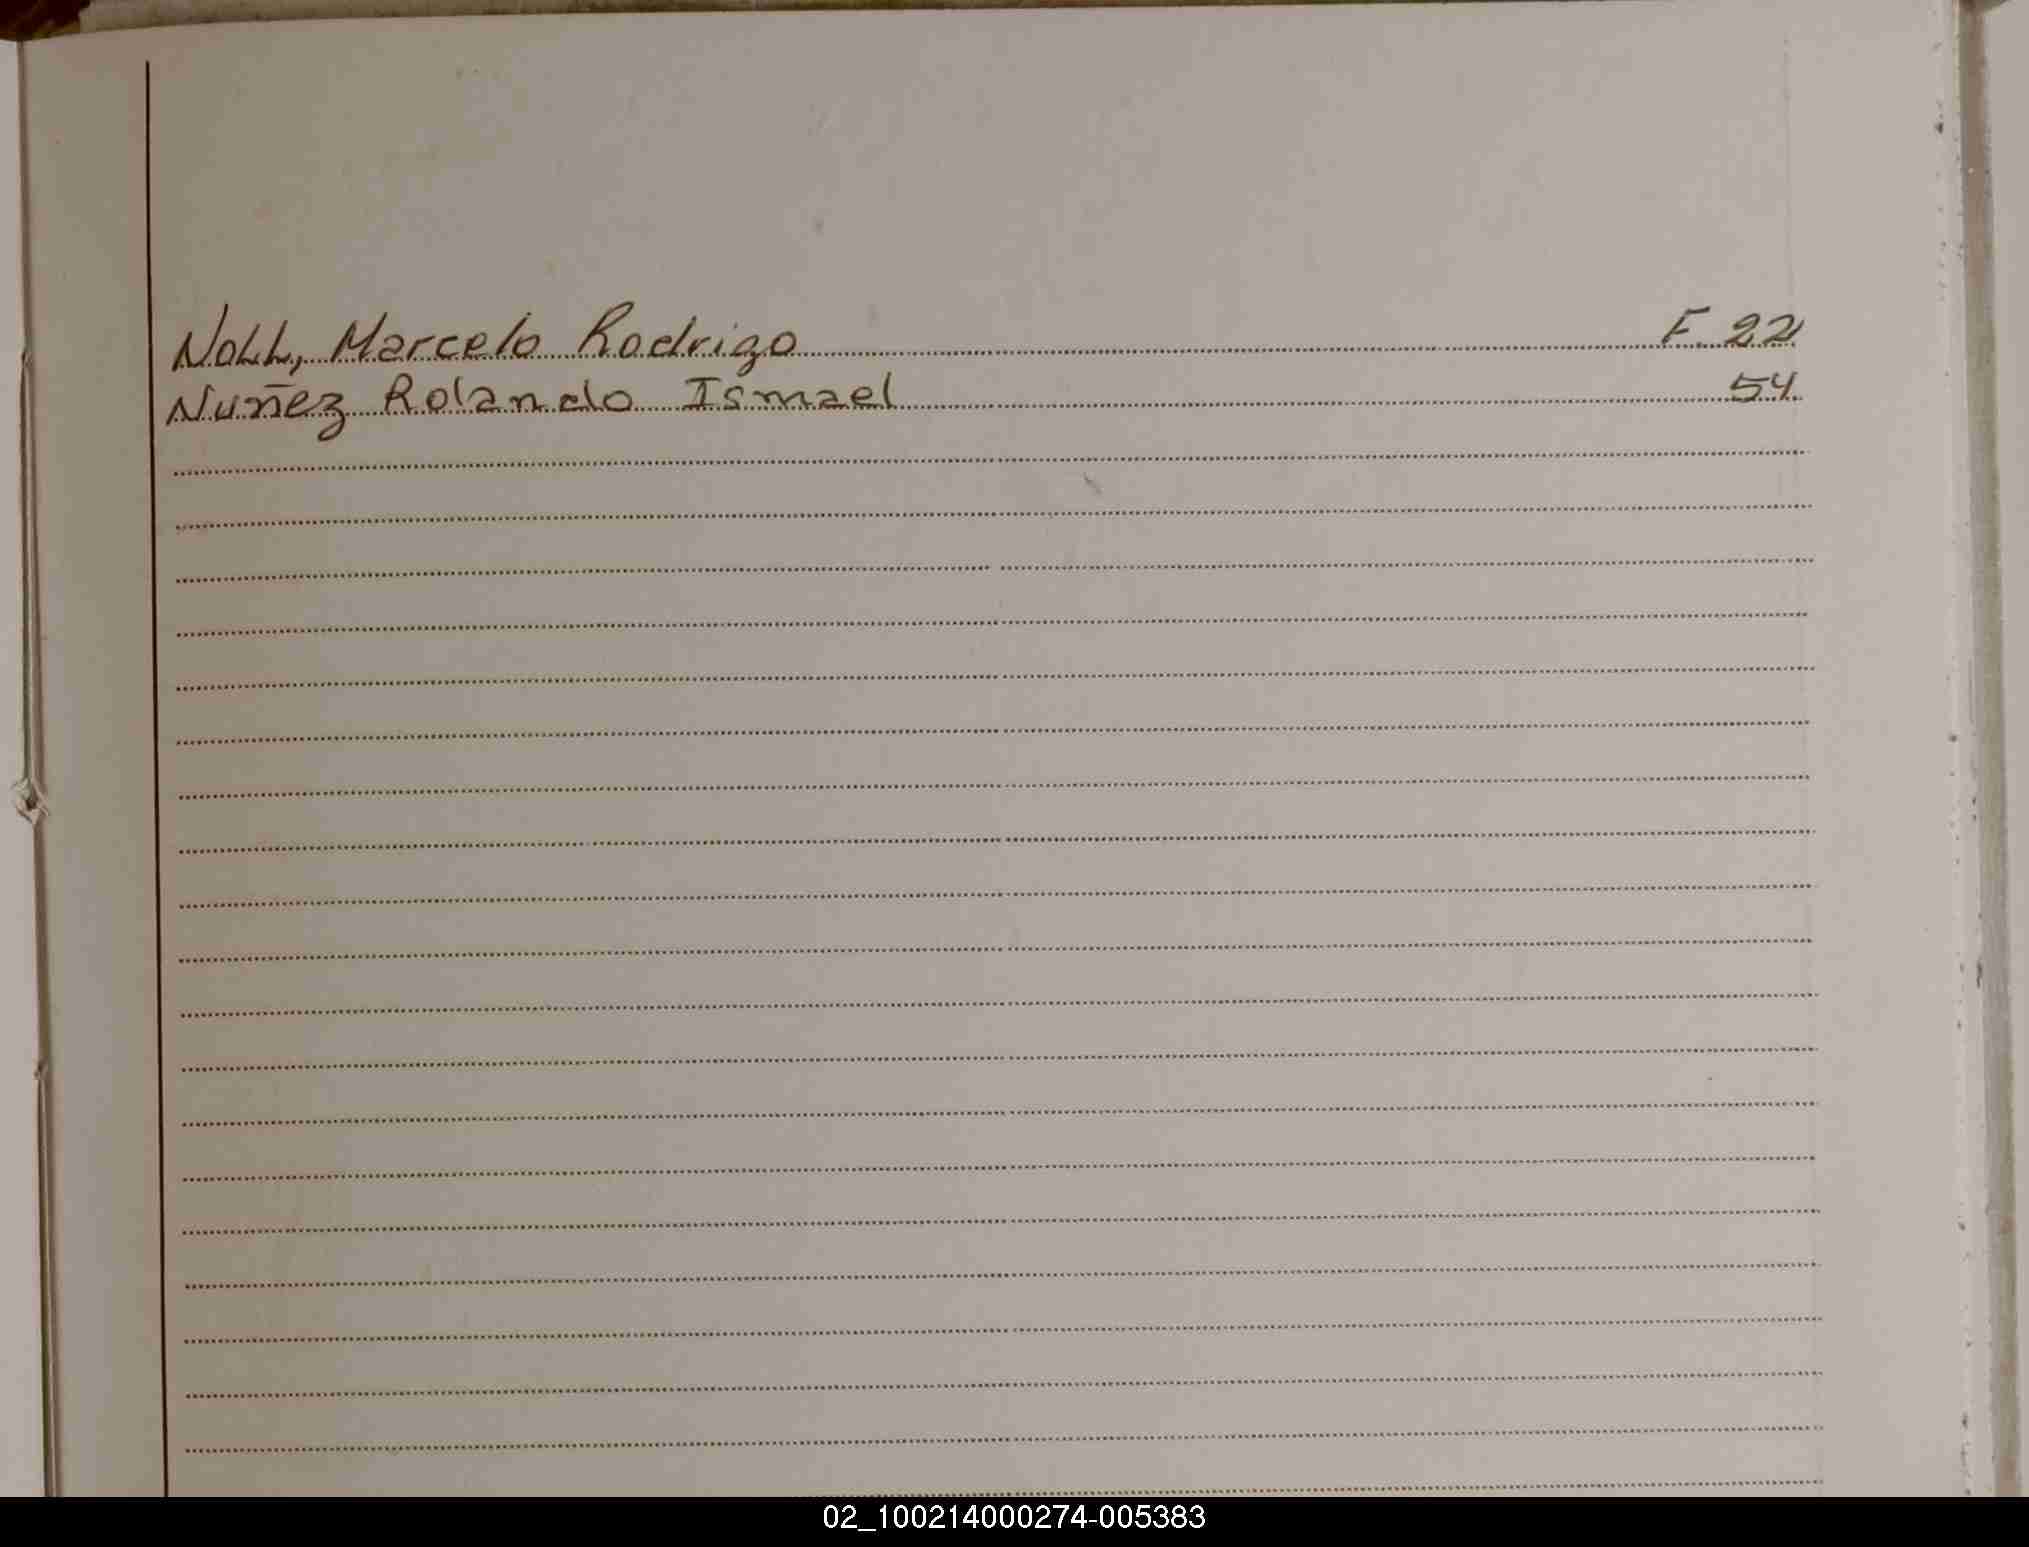 Noll, Marcelo Rodrigo F. 22
Nuñez Rolando Ismael 54
02_100214000274-005383